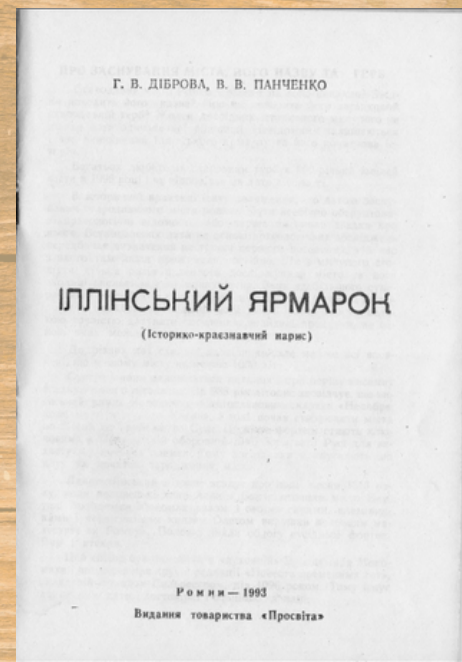 Г. В. ДІБРОВА, В. В. ПАНЧЕНКО
ІЛЛІНСЬКИЙ ЯРМАРОК
(Історико-краєзнавчий нарис)
Ромни — 1993
Видання товариства «Просвіта»